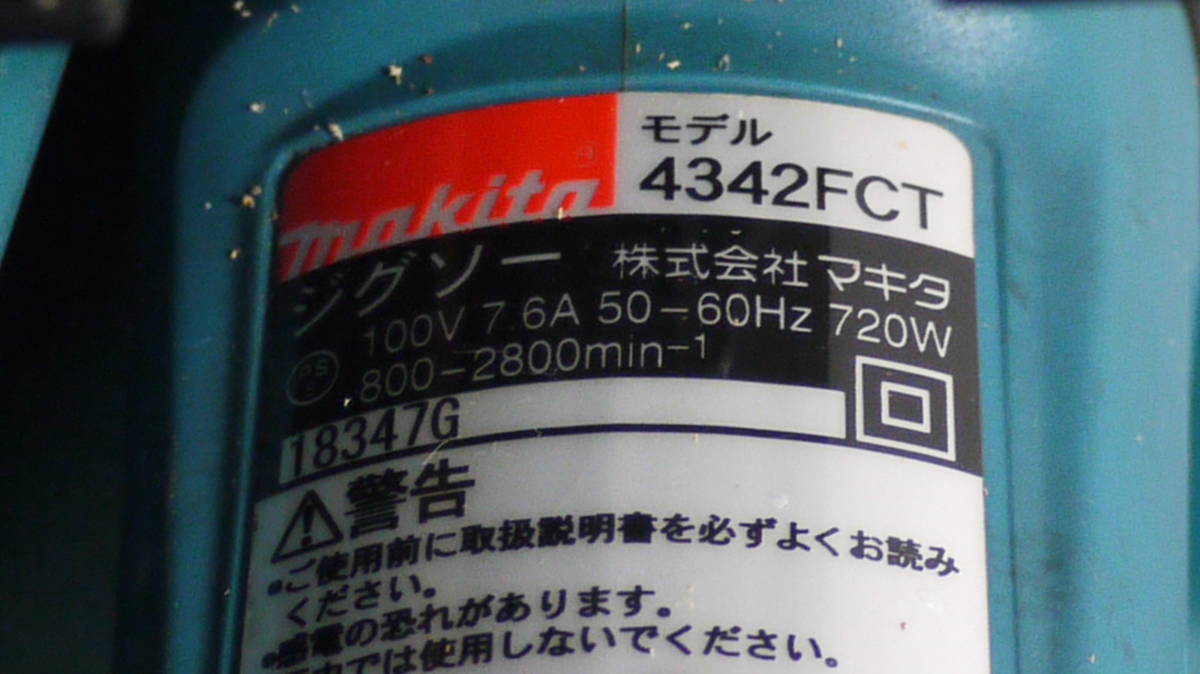 makita
モデル
4342FCT
ジグソー 株式会社マキタ
100V 7.6A 50-60Hz 720W
PS
E
800-2800min-1
18347G
警告
•ご使用前に取扱説明書を必ずよくお読み
ください。
•感電の恐れがあります。
では使用しないでください。